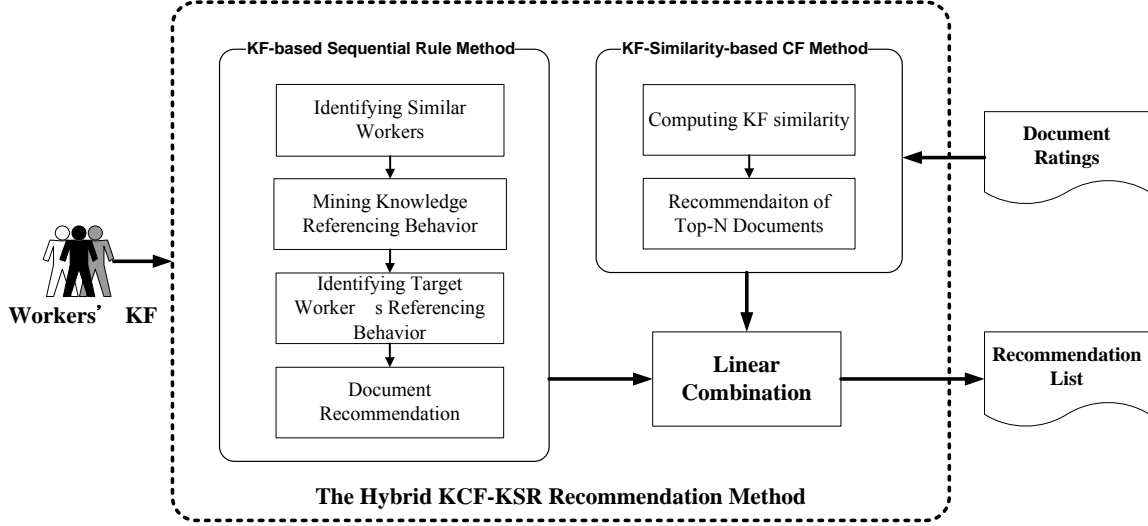 KF-based Sequential Rule Method
Identifying Similar
Workers
Mining Knowledge
Referencing Behavior
Identifying Target
Worker s Referencing
Behavior
Document
Recommendation
KF-Similarity-based CF Method
Computing KF similarity
Recommendaiton of
Top-N Documents
Document
Ratings
Workers’ KF
Linear
Combination
Recommendation
List
The Hybrid KCF-KSR Recommendation Method